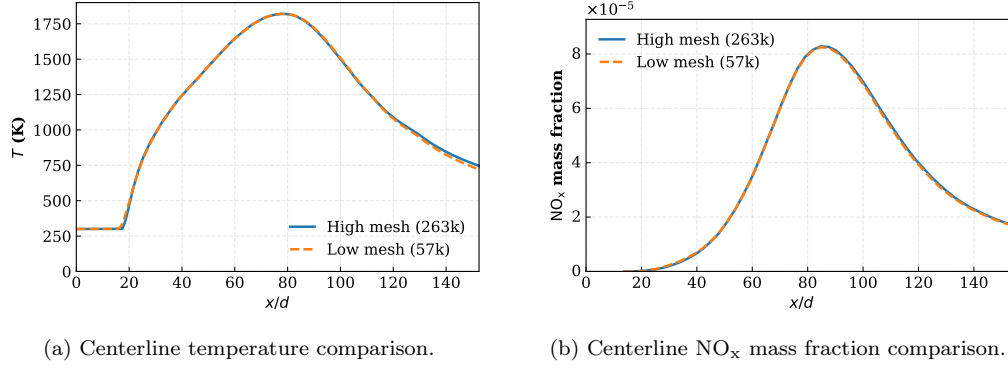 1750
1500
1250
1000
750
500
250
0
T (K)
High mesh (263k)
Low mesh (57k)
0 20 40 60 80 100 120 140
x/d
(a) Centerline temperature comparison.
×10⁻⁵
8
6
4
2
0
NOₓ mass fraction
High mesh (263k)
Low mesh (57k)
0 20 40 60 80 100 120 140
x/d
(b) Centerline NOₓ mass fraction comparison.